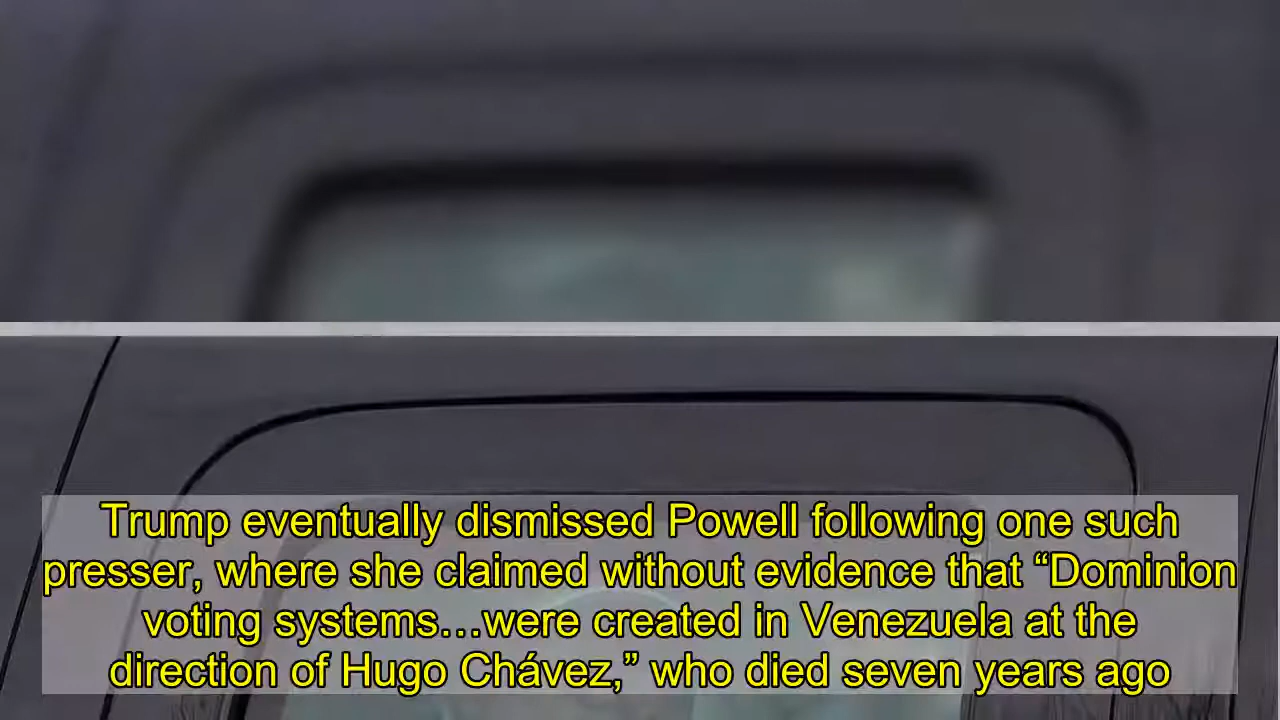 Trump eventually dismissed Powell following one such
presser, where she claimed without evidence that “Dominion
voting systems…were created in Venezuela at the
direction of Hugo Chávez,” who died seven years ago